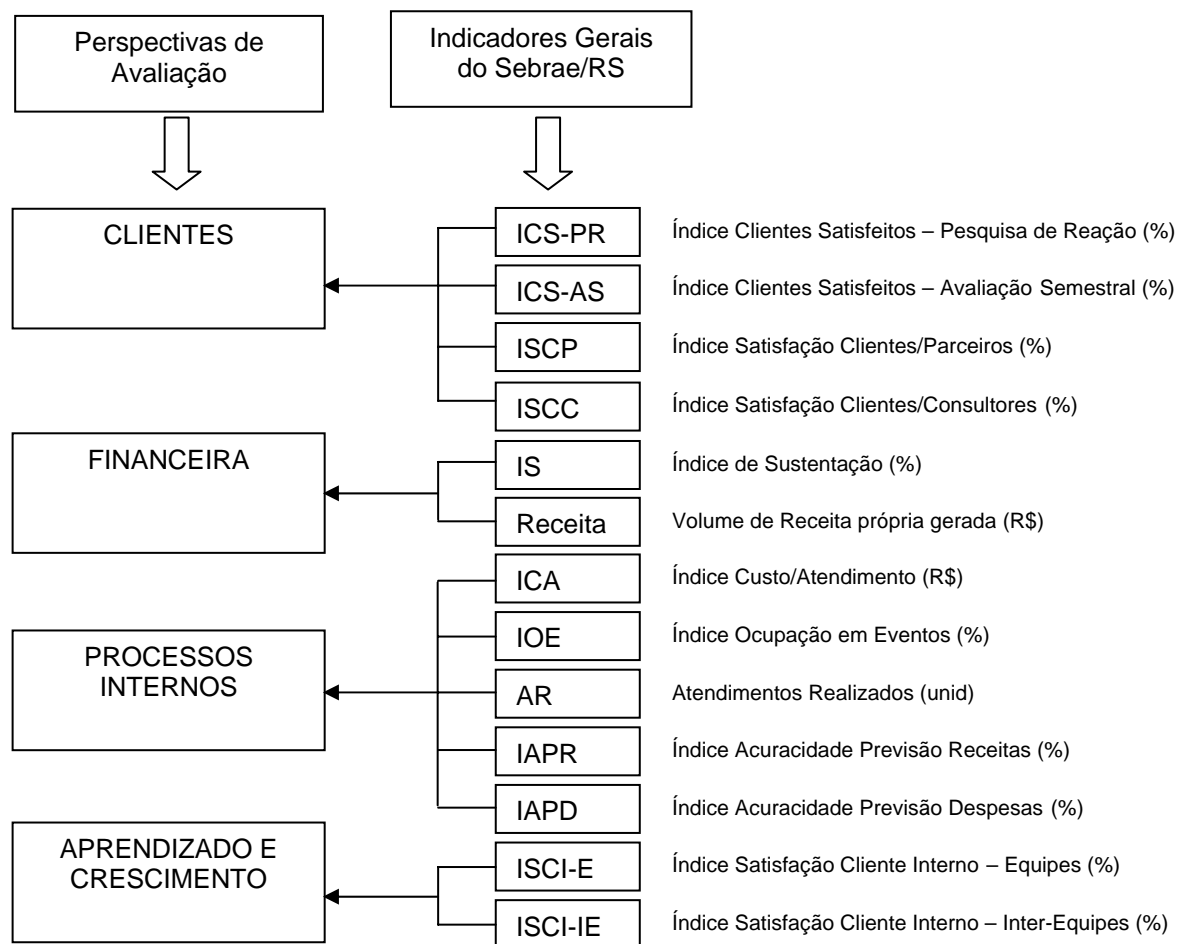 Perspectivas de
Avaliação
Indicadores Gerais
do Sebrae/RS
CLIENTES
ICS-PR
Índice Clientes Satisfeitos – Pesquisa de Reação (%)
ICS-AS
Índice Clientes Satisfeitos – Avaliação Semestral (%)
ISCP
Índice Satisfação Clientes/Parceiros (%)
ISCC
Índice Satisfação Clientes/Consultores (%)
FINANCEIRA
IS
Índice de Sustentação (%)
Receita
Volume de Receita própria gerada (R$)
PROCESSOS
INTERNOS
ICA
Índice Custo/Atendimento (R$)
IOE
Índice Ocupação em Eventos (%)
AR
Atendimentos Realizados (unid)
IAPR
Índice Acuracidade Previsão Receitas (%)
IAPD
Índice Acuracidade Previsão Despesas (%)
APRENDIZADO E
CRESCIMENTO
ISCI-E
Índice Satisfação Cliente Interno – Equipes (%)
ISCI-IE
Índice Satisfação Cliente Interno – Inter-Equipes (%)